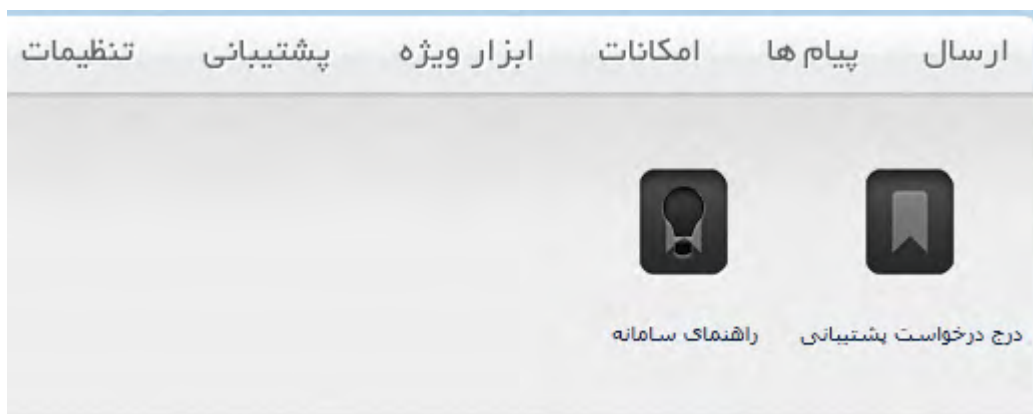 ارسال پیام ها امکانات ابزار ویژه پشتیبانی تنظیمات
درج درخواست پشتیبانی راهنمای سامانه